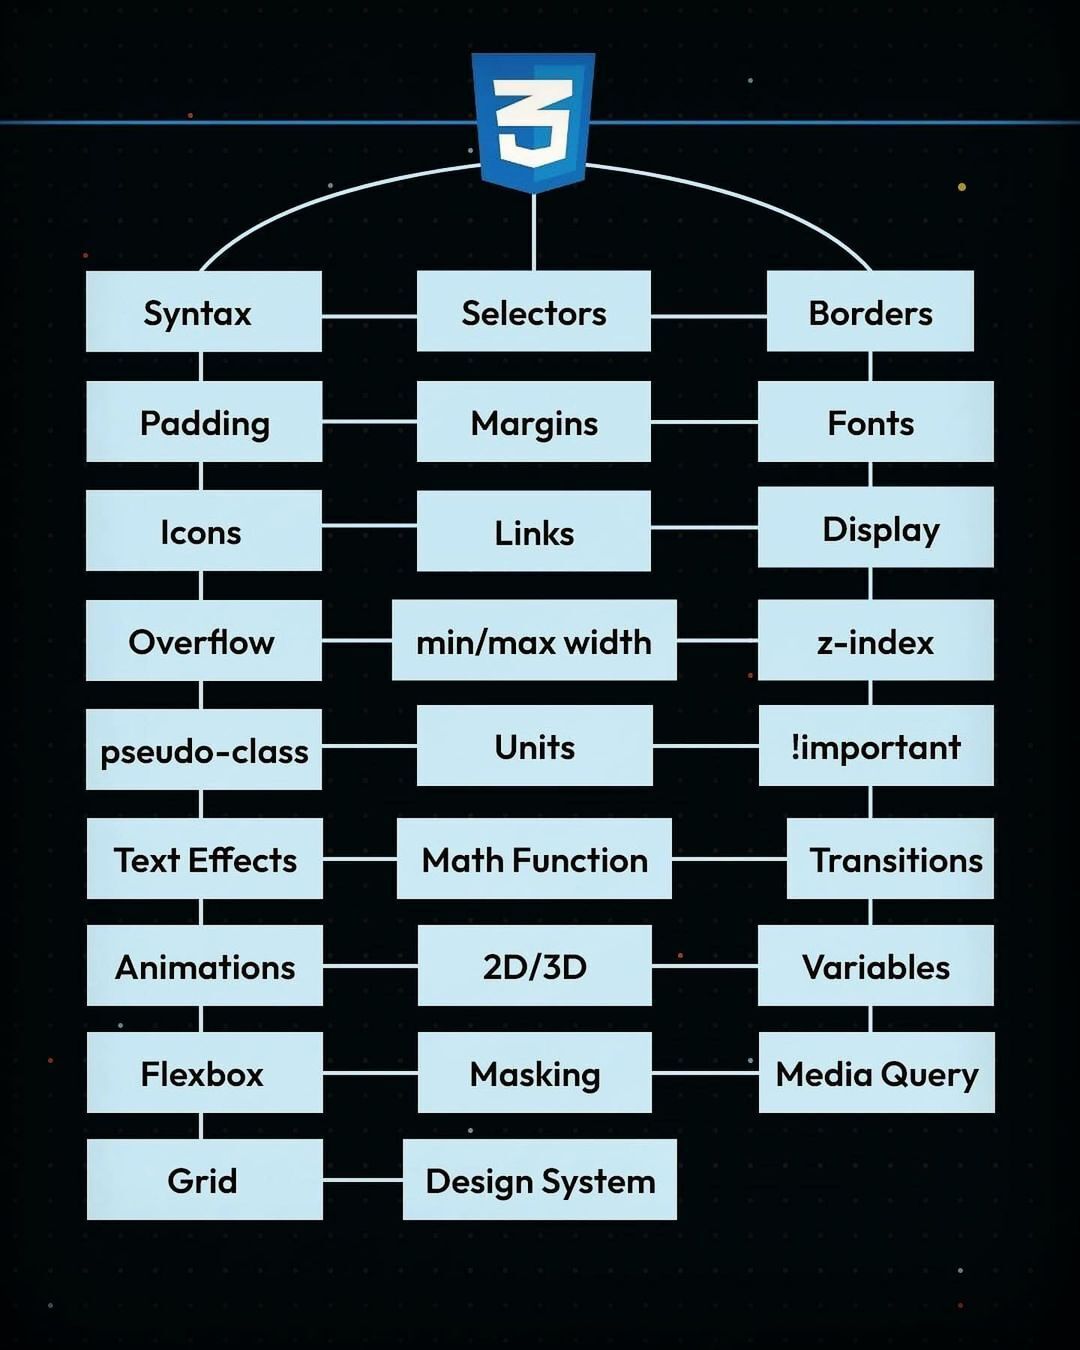 3
Syntax
Selectors
Borders
Padding
Margins
Fonts
Icons
Links
Display
Overflow
min/max width
z-index
pseudo-class
Units
!important
Text Effects
Math Function
Transitions
Animations
2D/3D
Variables
Flexbox
Masking
Media Query
Grid
Design System